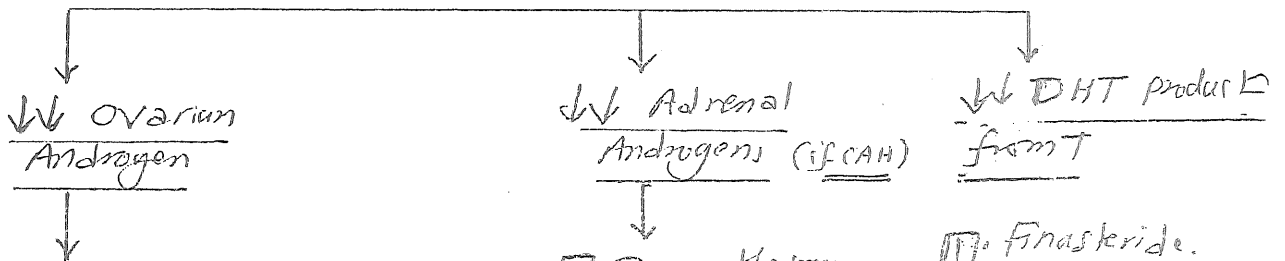 ↓↓ Ovarian
Androgen
↓↓ Adrenal
Androgens (if CAH)
↓↓ DHT product
from T
finasteride.